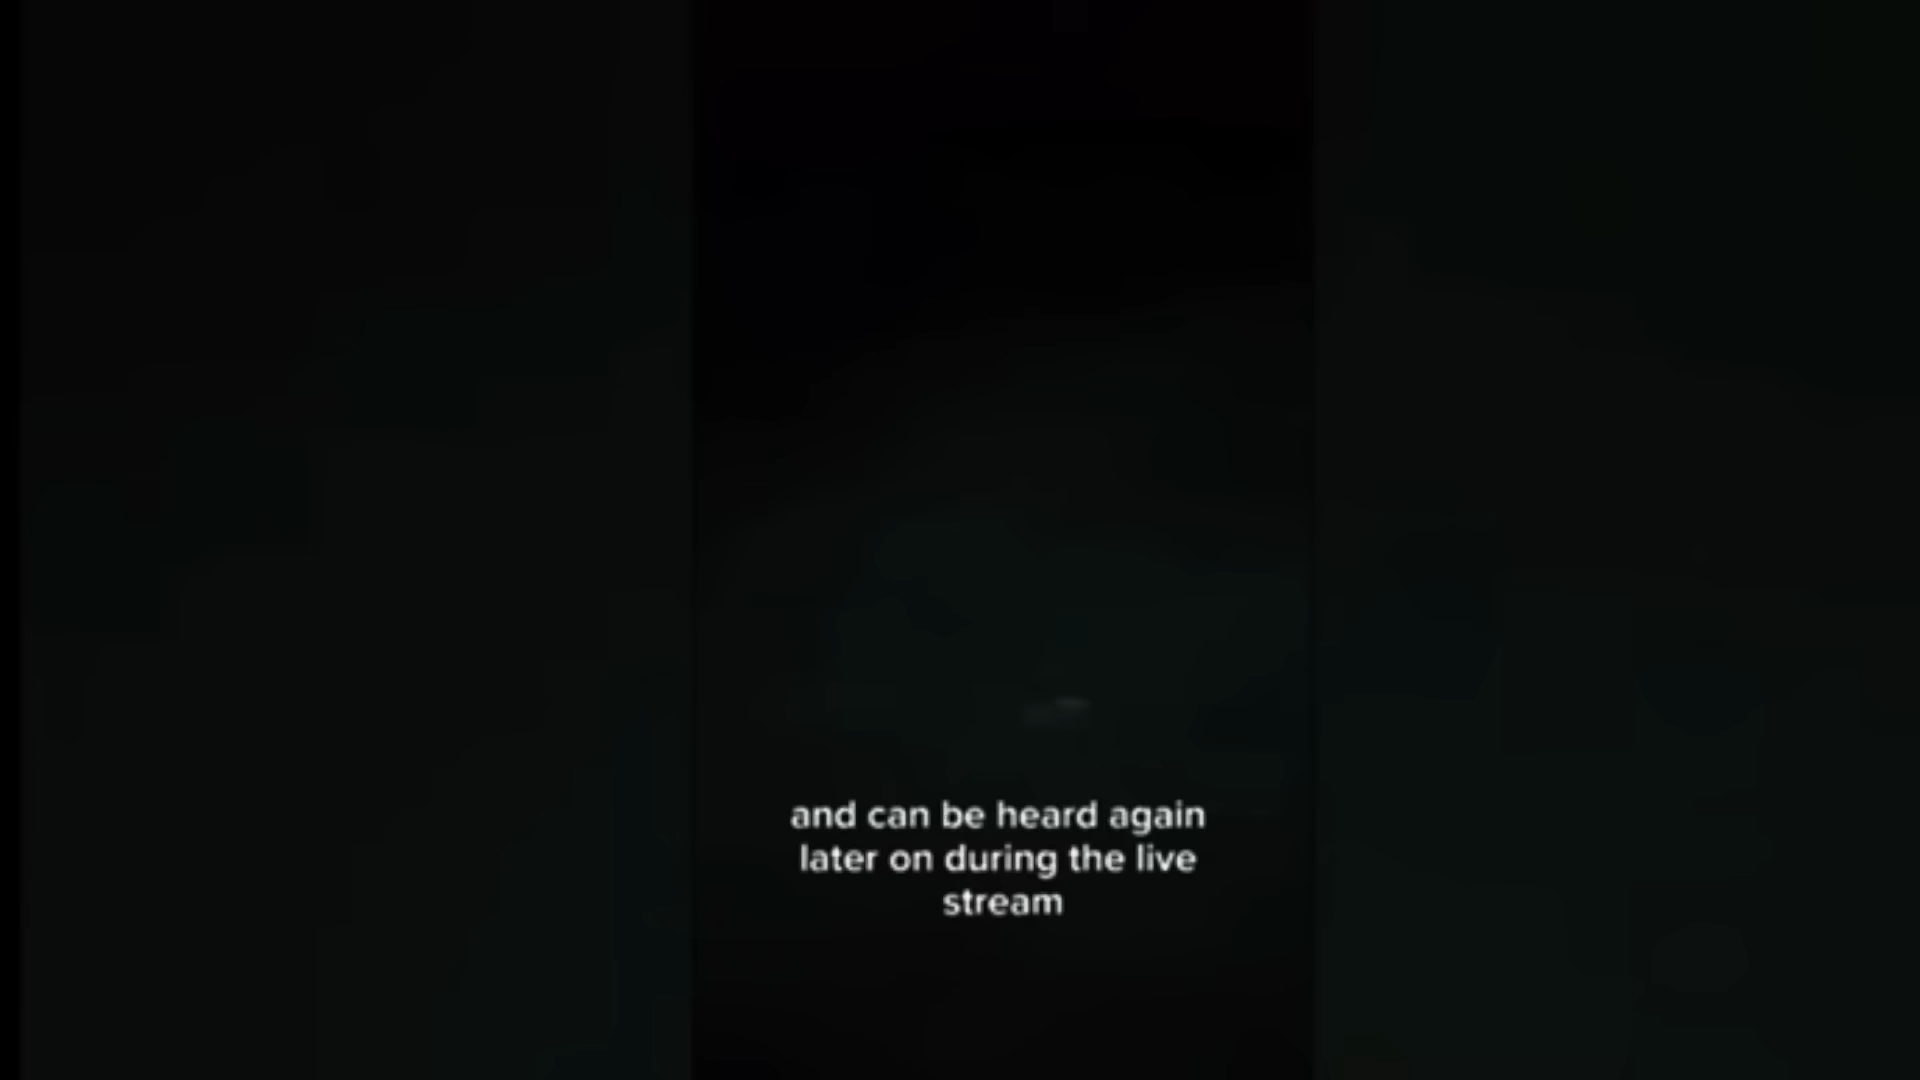 and can be heard again
later on during the live
stream